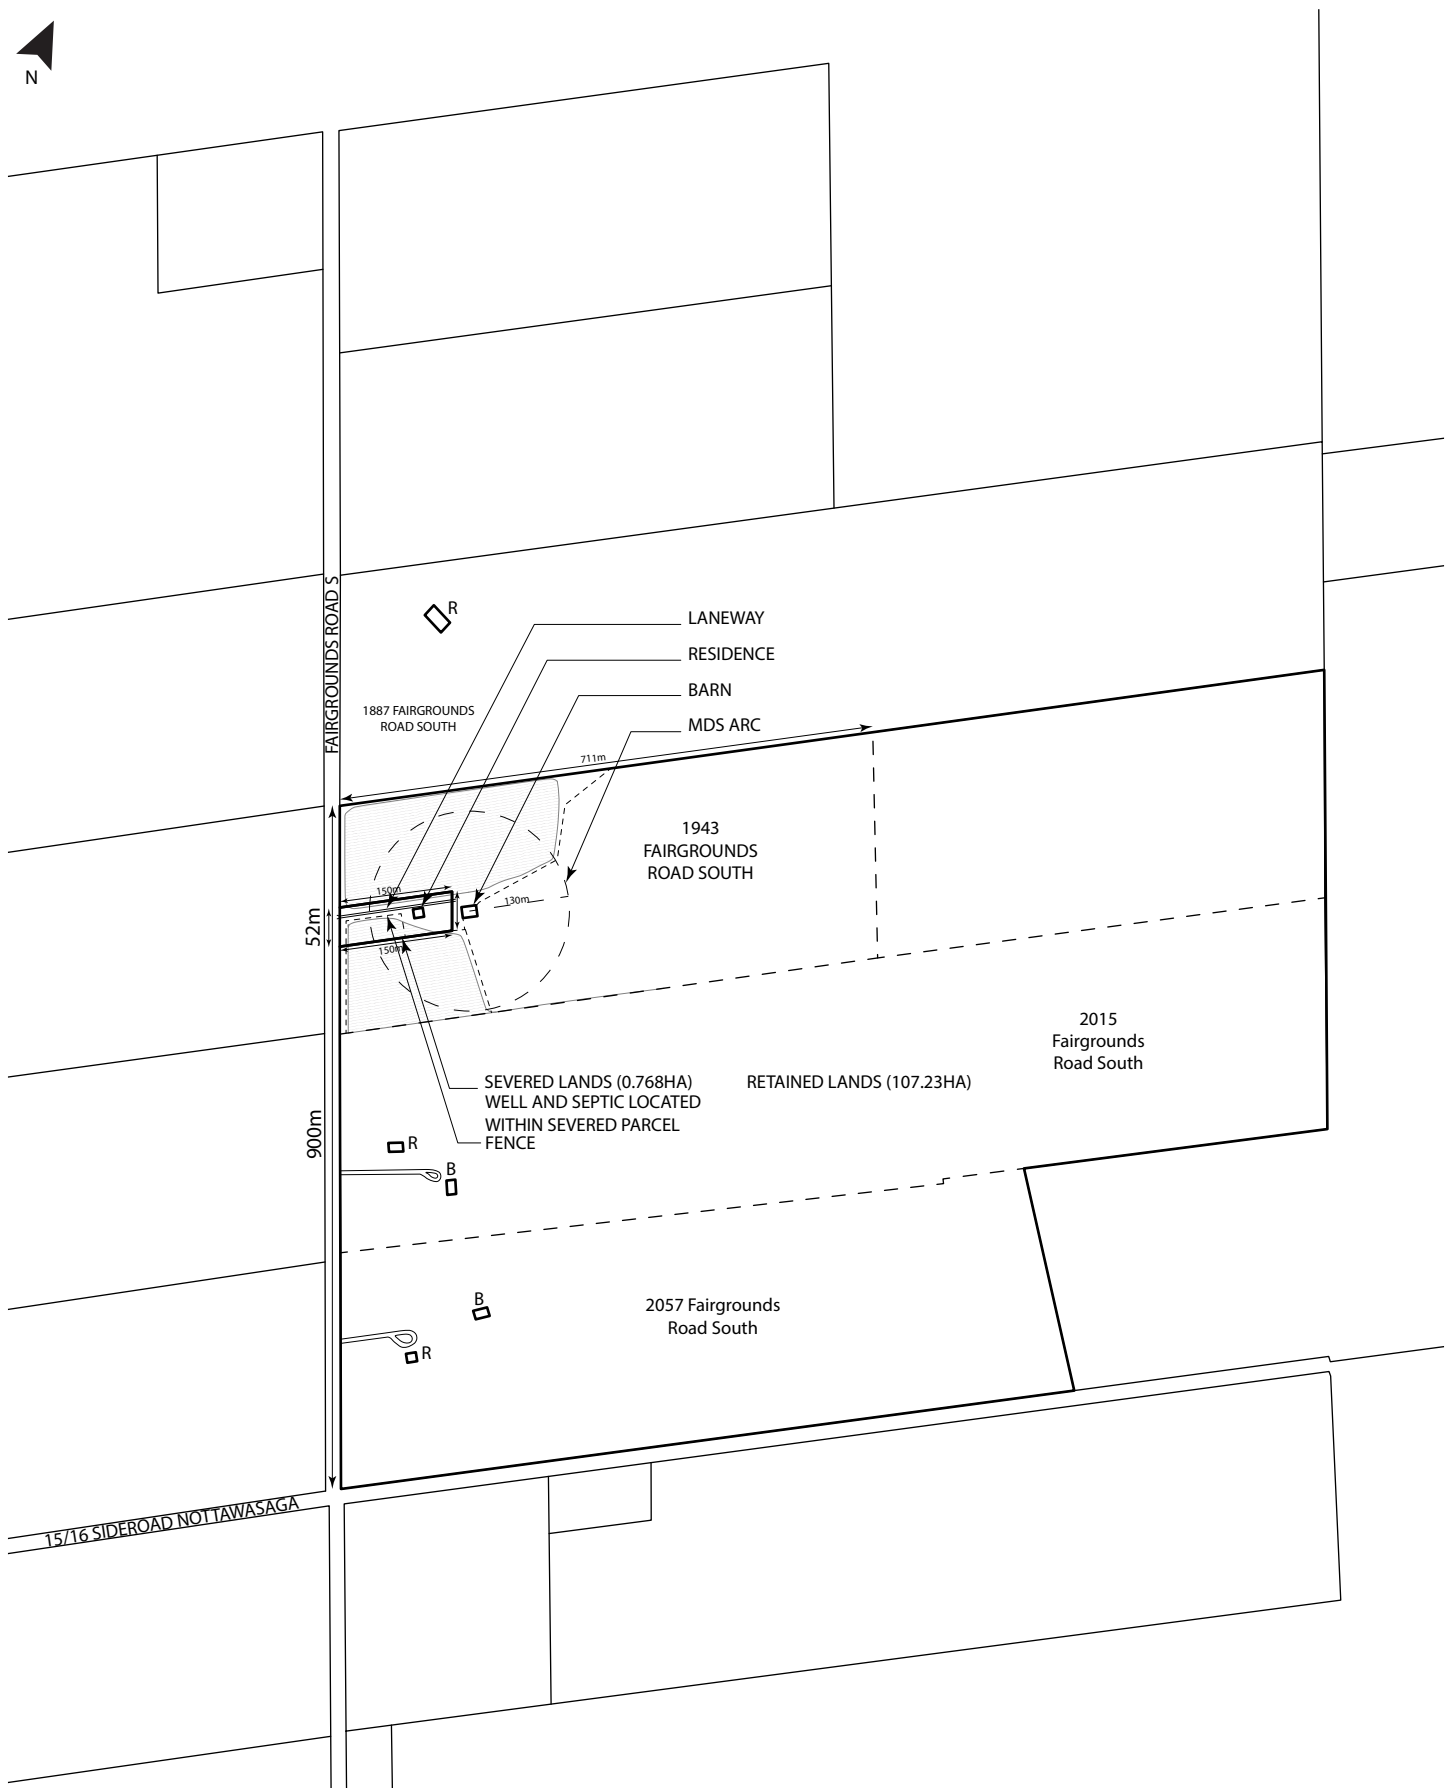 N
FAIRGROUNDS ROAD S
R
LANEWAY
RESIDENCE
BARN
MDS ARC
1887 FAIRGROUNDS
ROAD SOUTH
711m
1943
FAIRGROUNDS
ROAD SOUTH
150m
130m
52m
150m
2015
Fairgrounds
Road South
SEVERED LANDS (0.768HA)
WELL AND SEPTIC LOCATED
WITHIN SEVERED PARCEL
FENCE
RETAINED LANDS (107.23HA)
900m
R
B
B
R
2057 Fairgrounds
Road South
15/16 SIDEROAD NOTTAWASAGA